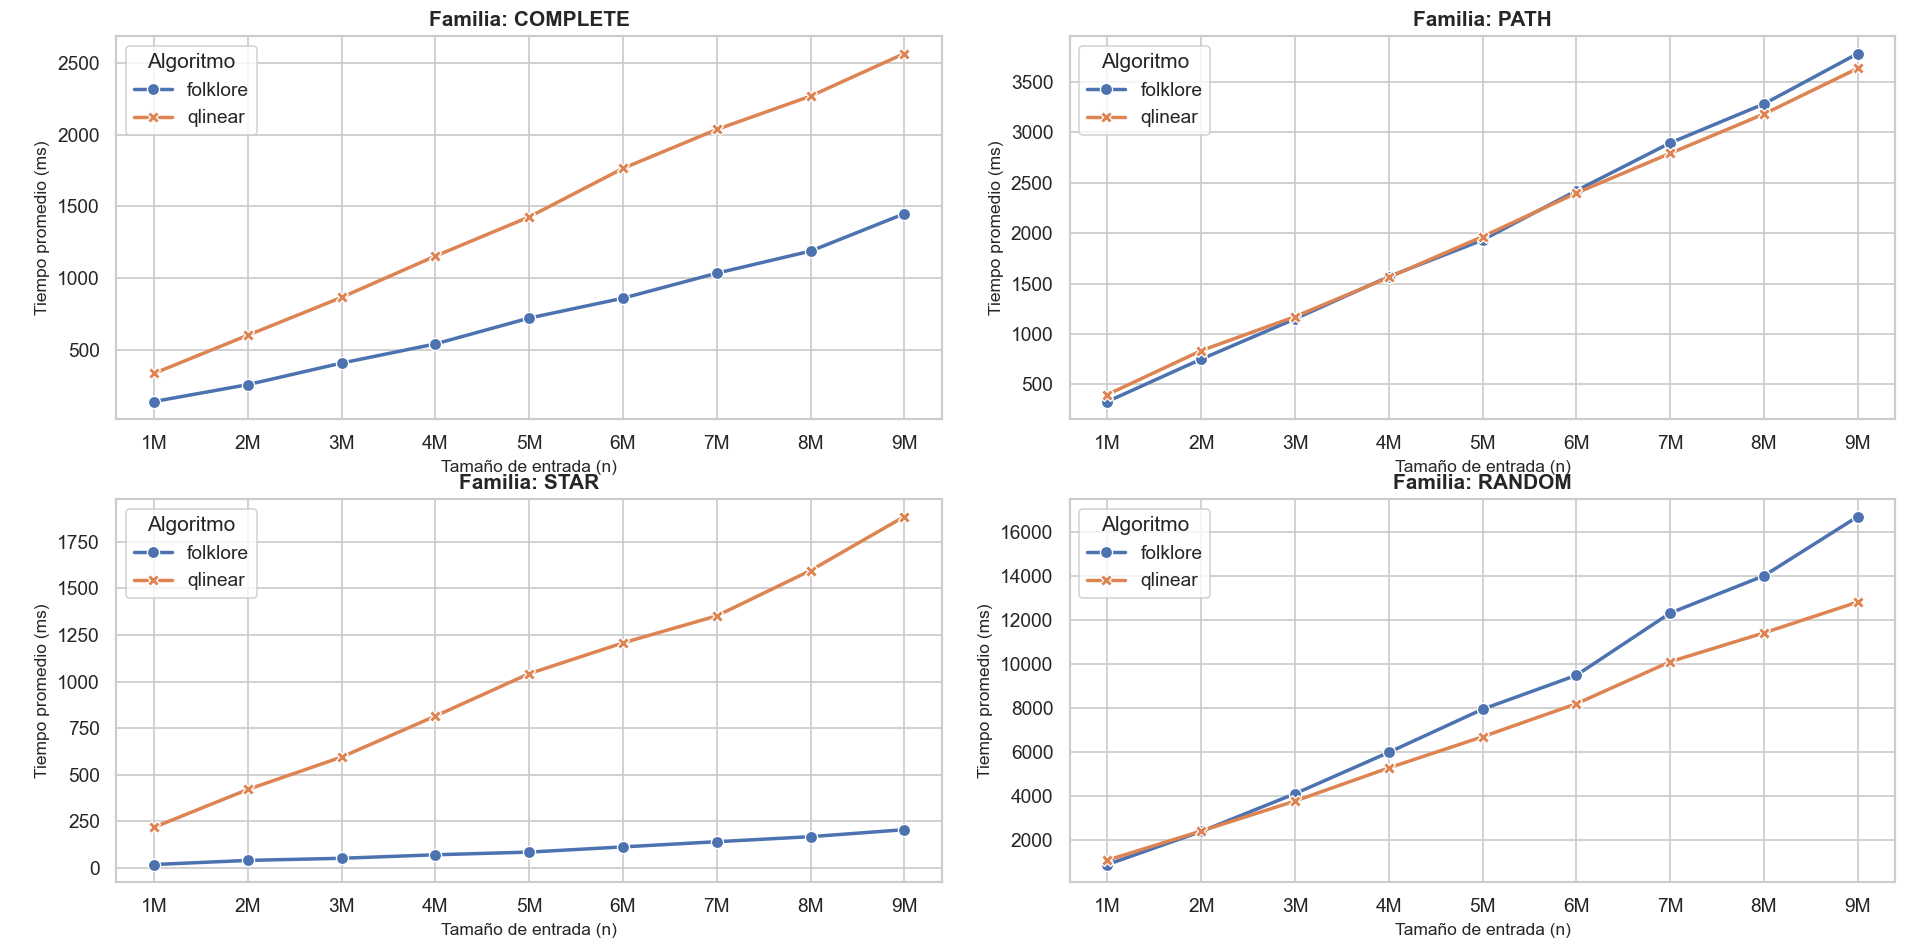 Familia: COMPLETE
Algoritmo
folklore
qlinear
Tiempo promedio (ms)
2500
2000
1500
1000
500
1M 2M 3M 4M 5M 6M 7M 8M 9M
Tamaño de entrada (n)
Familia: PATH
Algoritmo
folklore
qlinear
Tiempo promedio (ms)
3500
3000
2500
2000
1500
1000
500
1M 2M 3M 4M 5M 6M 7M 8M 9M
Tamaño de entrada (n)
Familia: STAR
Algoritmo
folklore
qlinear
Tiempo promedio (ms)
1750
1500
1250
1000
750
500
250
0
1M 2M 3M 4M 5M 6M 7M 8M 9M
Tamaño de entrada (n)
Familia: RANDOM
Algoritmo
folklore
qlinear
Tiempo promedio (ms)
16000
14000
12000
10000
8000
6000
4000
2000
1M 2M 3M 4M 5M 6M 7M 8M 9M
Tamaño de entrada (n)